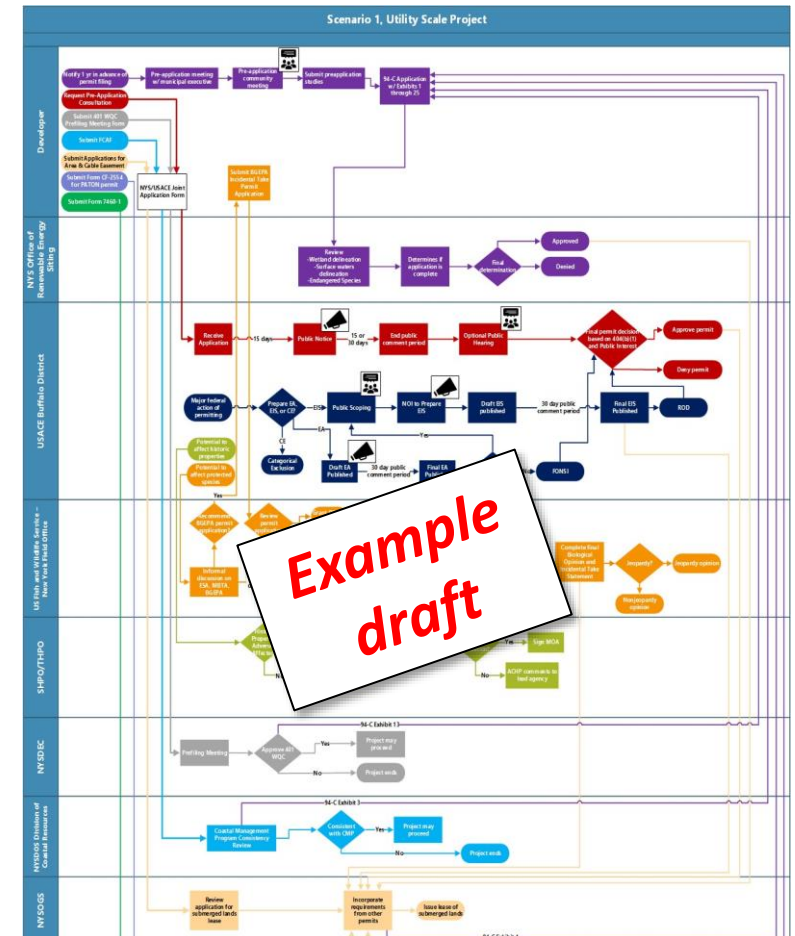 Scenario 1, Utility Scale Project
Developer
Notify 1 yr in advance of
permit filing
Pre-application meeting
w/ municipal executive
Pre-application
community
meeting
Submit preapplication
studies
94-C Application
w/ Exhibits 1
through 25
Request Pre-Application
Consultation
Submit 401 WQC
Prefiling Meeting Form
Submit FCAF
Submit Applications for
Area & Cable Easement
Submit Form CF-2554
for PATON permit
Submit Form 7460-1
NYS/USACE Joint
Application Form
Submit BGEPA
Incidental Take
Permit
Application
NYS Office of
Renewable Energy
Siting
Review
-Wetland delineation
-Surface waters
delineation
-Endangered Species
Determines if
application is
complete
Final
determination
Approved
Denied
USACE Buffalo District
Receive
Application
15 days
Public Notice
15 or
30 days
End public
comment period
Optional Public
Hearing
Final permit decision
based on 404(b)(1)
and Public Interest
Approve permit
Deny permit
Major federal
action of
permitting
Prepare EA,
EIS, or CE?
EIS
Public Scoping
NOI to Prepare
EIS
Draft EIS
published
30 day public
comment period
Final EIS
Published
ROD
EA
CE
Categorical
Exclusion
Yes
Draft EA
Published
30 day public
comment period
Final EA
FONSI
Potential to
affect historic
properties
Potential to
affect protected
species
Yes
US Fish and Wildlife Service –
New York Field Office
Recommend
BGEPA permit
application?
Review
permit
Informal
discussion on
ESA, MBTA,
BGEPA
Complete Final
Biological
Opinion and
Incidental Take
Statement
Jeopardy?
Jeopardy opinion
Non jeopardy
opinion
Example
draft
SHPO/THPO
Yes
Sign MOA
No
ACHP comments to
lead agency
NYSDEC
94-C Exhibit 13
Prefiling Meeting
Approve 401
WQC
Yes
Project may
proceed
No
Project ends
NYSDOS Division of
Coastal Resources
94-C Exhibit 3
Coastal Management
Program Consistency
Review
Consistent
with CMP
Yes
Project may
proceed
No
Project ends
NYSOGS
Review
application for
submerged lands
lease
Incorporate
requirements
from other
permits
Issue lease of
submerged lands